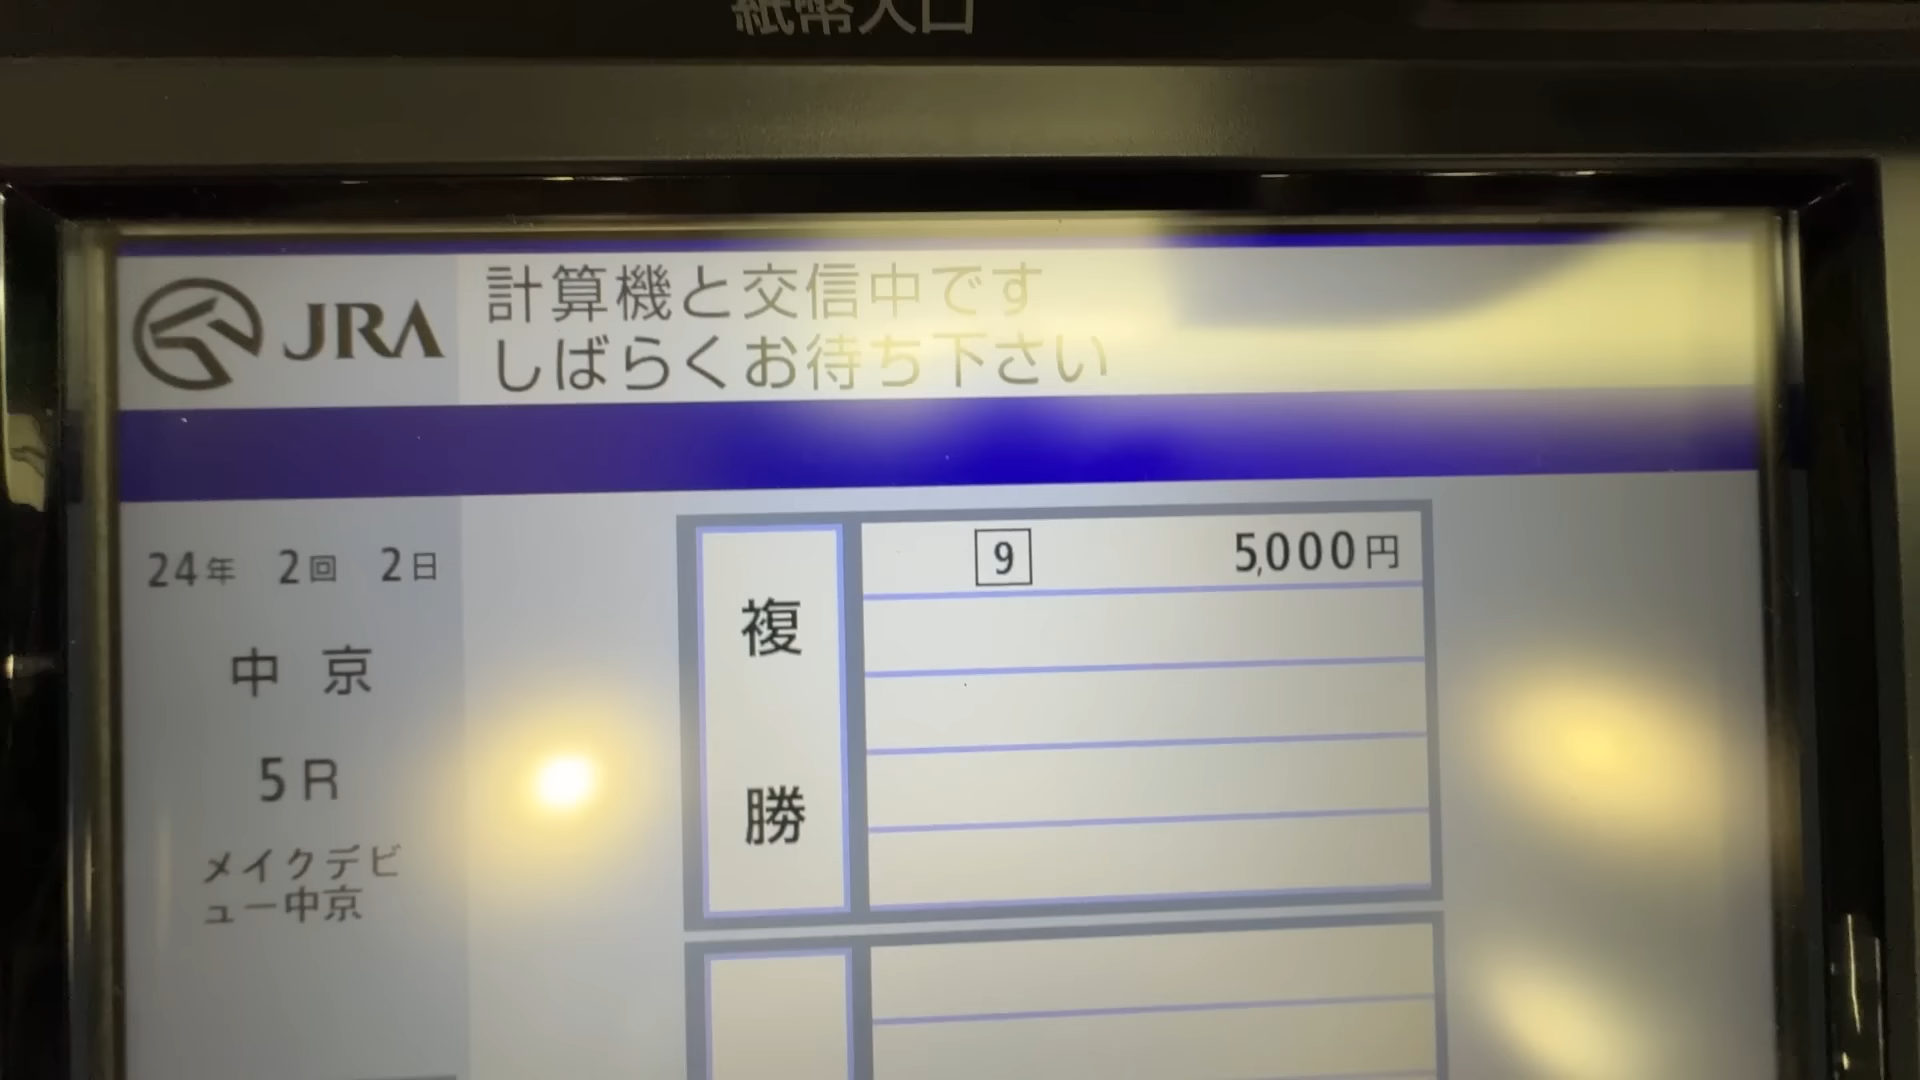 紙幣入口
JRA
計算機と交信中です
しばらくお待ち下さい
24年 2回 2日
中京
5R
メイクデビ
ュー中京
複勝
9 5,000円